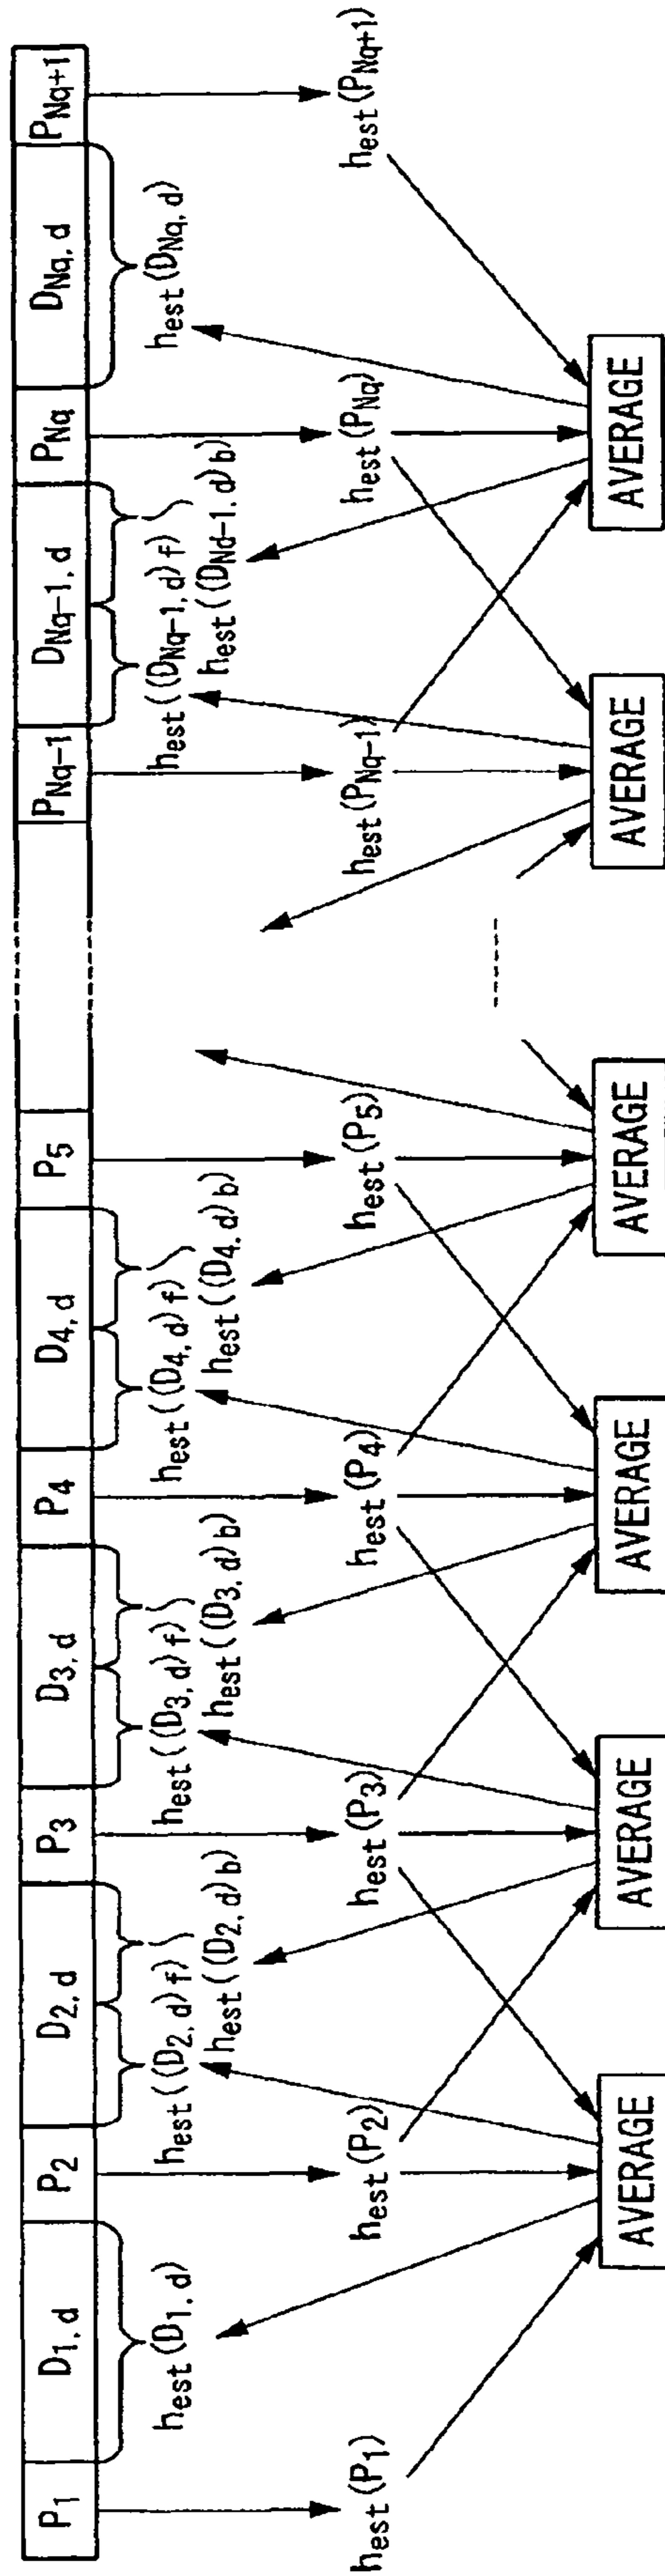 P1 D1, d P2 D2, d P3 D3, d P4 D4, d P5 PNq-1 DNq-1, d PNq DNq, d PNq+1
hest(D1, d) hest((D2, d)f) hest((D3, d)f) hest((D4, d)f) hest((DNq-1, d)f) hest(DNq, d)
hest((D2, d)b) hest((D3, d)b) hest((D4, d)b) hest((DNd-1, d)b)
hest(P1) hest(P2) hest(P3) hest(P4) hest(P5) hest(PNq-1) hest(PNq) hest(PNq+1)
AVERAGE AVERAGE AVERAGE AVERAGE AVERAGE AVERAGE